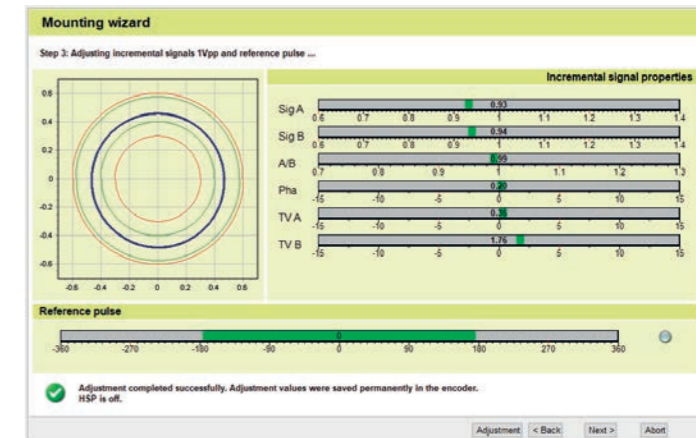 Mounting wizard
Step 3: Adjusting incremental signals 1Vpp and reference pulse ...
Incremental signal properties
0.6
0.4
0.2
0
-0.2
-0.4
-0.6
-0.6 -0.4 -0.2 0 0.2 0.4 0.6
Sig A 0.93
0.6 0.7 0.8 0.9 1 1.1 1.2 1.3 1.4
Sig B 0.94
0.6 0.7 0.8 0.9 1 1.1 1.2 1.3 1.4
A/B 0.99
0.7 0.8 0.9 1 1.1 1.2 1.3
Pha 0.20
-15 -10 -5 0 5 10 15
TV A
-15 -10 -5 0 5 10 15
TV B 1.76
-15 -10 -5 0 5 10 15
Reference pulse
0
-360 -270 -180 -90 0 90 180 270 360
Adjustment completed successfully. Adjustment values were saved permanently in the encoder.
HSP is off.
Adjustment < Back Next > Abort